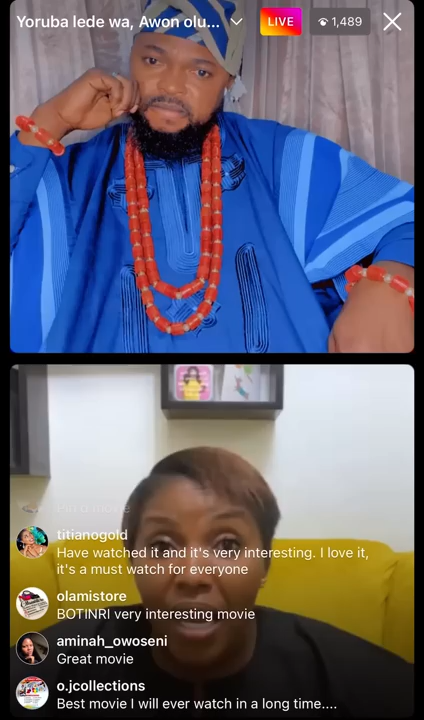 Yoruba lede wa, Awon olu...
LIVE
1,489
titianogold
Have watched it and it's very interesting. I love it,
it's a must watch for everyone
olamistore
BOTINRI very interesting movie
aminah_owoseni
Great movie
o.jcollections
Best movie I will ever watch in a long time....